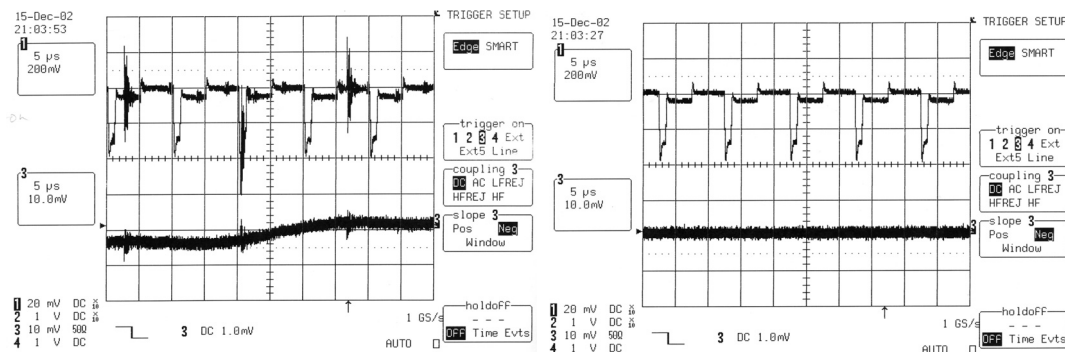 15-Dec-02
21:03:53
1
5 µs
200mV
3
5 µs
10.0mV
TRIGGER SETUP
Edge SMART
trigger on
1 2 3 4 Ext
Ext5 Line
coupling 3
DC AC LFREJ
HFREJ HF
slope 3
Pos Neg
Window
holdoff
- - -
OFF Time Evts
3
1 20 mV DC X10
2 1 V DC X10
3 10 mV 50Ω
4 1 V DC
3 DC 1.0mV
1 GS/s
AUTO
15-Dec-02
21:03:27
1
5 µs
200mV
3
5 µs
10.0mV
TRIGGER SETUP
Edge SMART
trigger on
1 2 3 4 Ext
Ext5 Line
coupling 3
DC AC LFREJ
HFREJ HF
slope 3
Pos Neg
Window
holdoff
- - -
OFF Time Evts
3
1 20 mV DC X10
2 1 V DC X10
3 10 mV 50Ω
4 1 V DC
3 DC 1.0mV
1 GS/s
AUTO